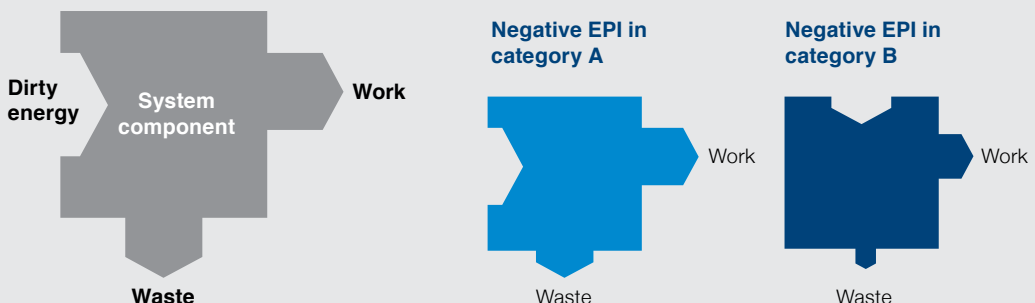 Dirty
energy
System
component
Work
Waste
Negative EPI in
category A
Work
Waste
Negative EPI in
category B
Work
Waste